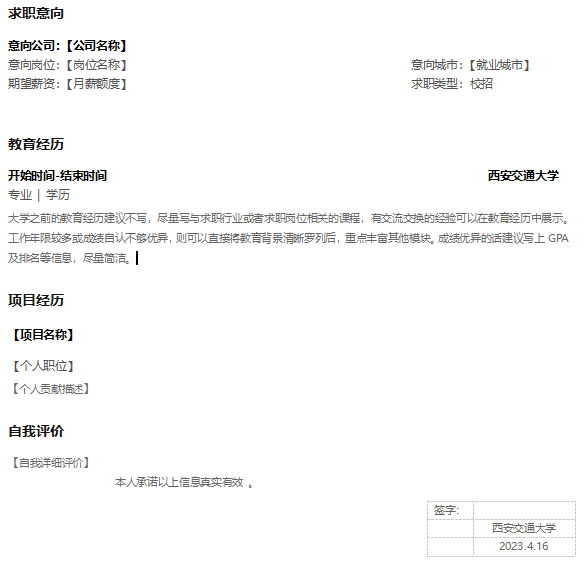 求职意向
意向公司:【公司名称】
意向岗位:【岗位名称】 意向城市:【就业城市】
期望薪资:【月薪额度】 求职类型: 校招
教育经历
开始时间-结束时间 西安交通大学
专业 | 学历
大学之前的教育经历建议不写，尽量写与求职行业或者求职岗位相关的课程，有交流交换的经验可以在教育经历中展示。
工作年限较多或成绩自认不够优异，则可以直接将教育背景清晰罗列后，重点丰富其他模块。成绩优异的话建议写上 GPA
及排名等信息，尽量简洁。
项目经历
【项目名称】
【个人职位】
【个人贡献描述】
自我评价
【自我详细评价】
本人承诺以上信息真实有效 。
签字:
西安交通大学
2023.4.16